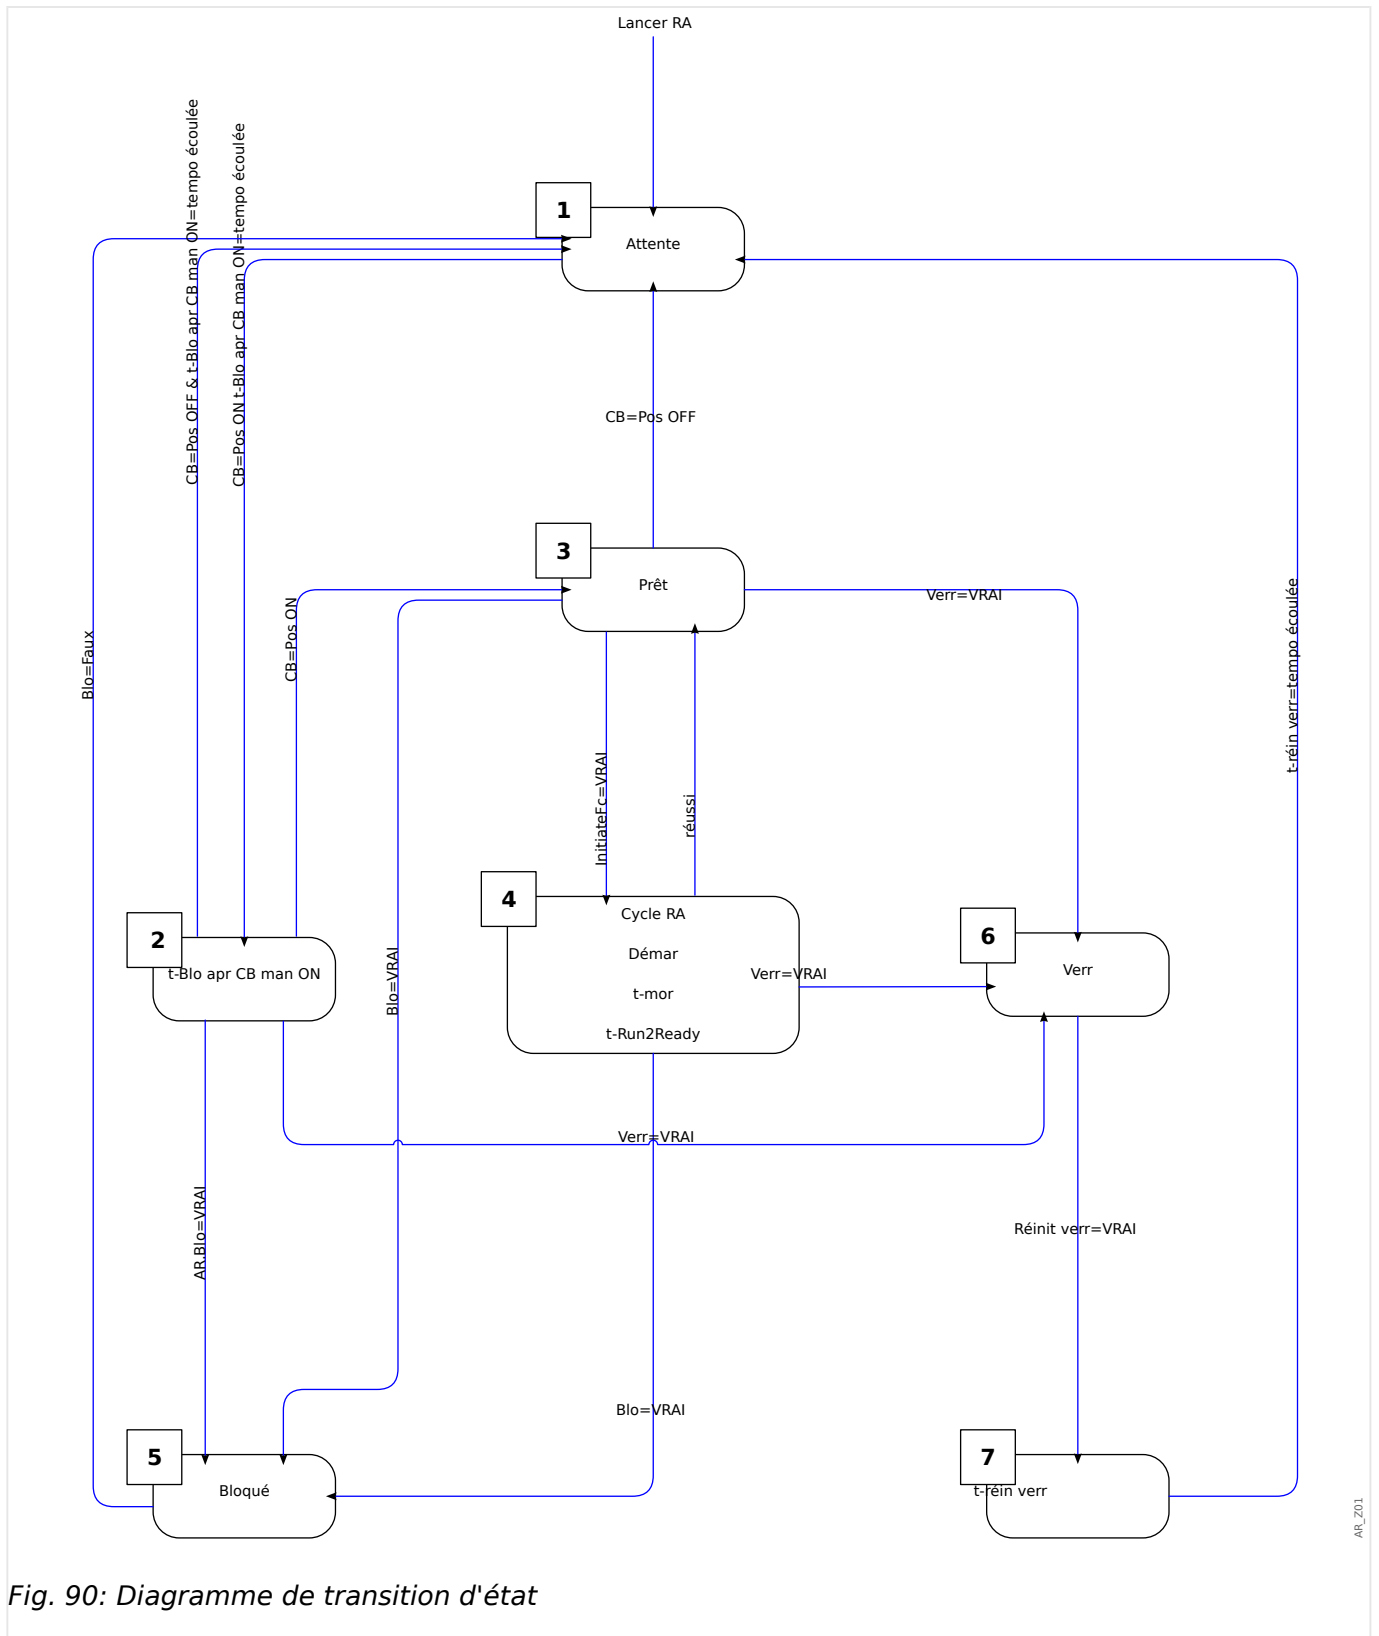 Lancer RA
1
Attente
CB=Pos OFF & t-Blo apr CB man ON=tempo écoulée
CB=Pos ON t-Blo apr CB man ON=tempo écoulée
CB=Pos OFF
3
Prêt
Verr=VRAI
CB=Pos ON
Blo=Faux
t-réin verr=tempo écoulée
InitiateFc=VRAI
réussi
4
Cycle RA
Démar
t-mor
t-Run2Ready
2
t-Blo apr CB man ON
Blo=VRAI
Verr=VRAI
6
Verr
Verr=VRAI
AR.Blo=VRAI
Réinit verr=VRAI
Blo=VRAI
5
Bloqué
7
t-réin verr
AR_Z01
Fig. 90: Diagramme de transition d'état